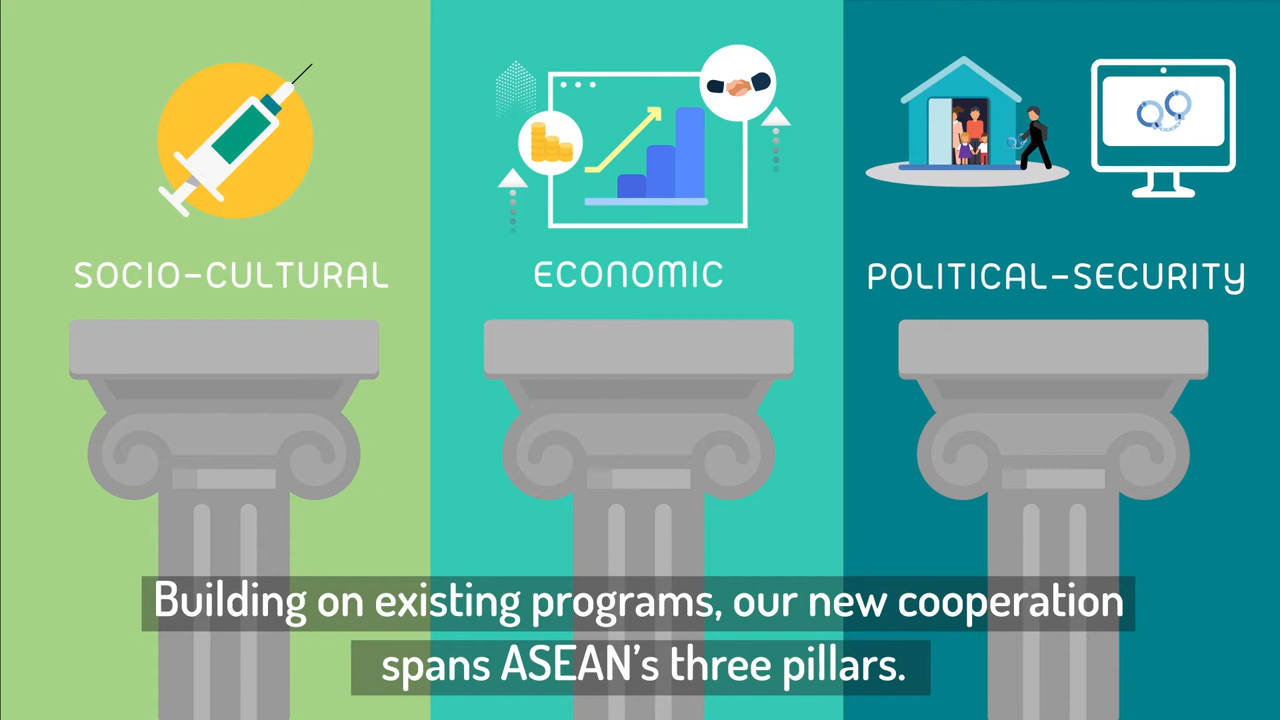 SOCIO-CULTURAL
ECONOMIC
POLITICAL-SECURITY
Building on existing programs, our new cooperation
spans ASEAN's three pillars.